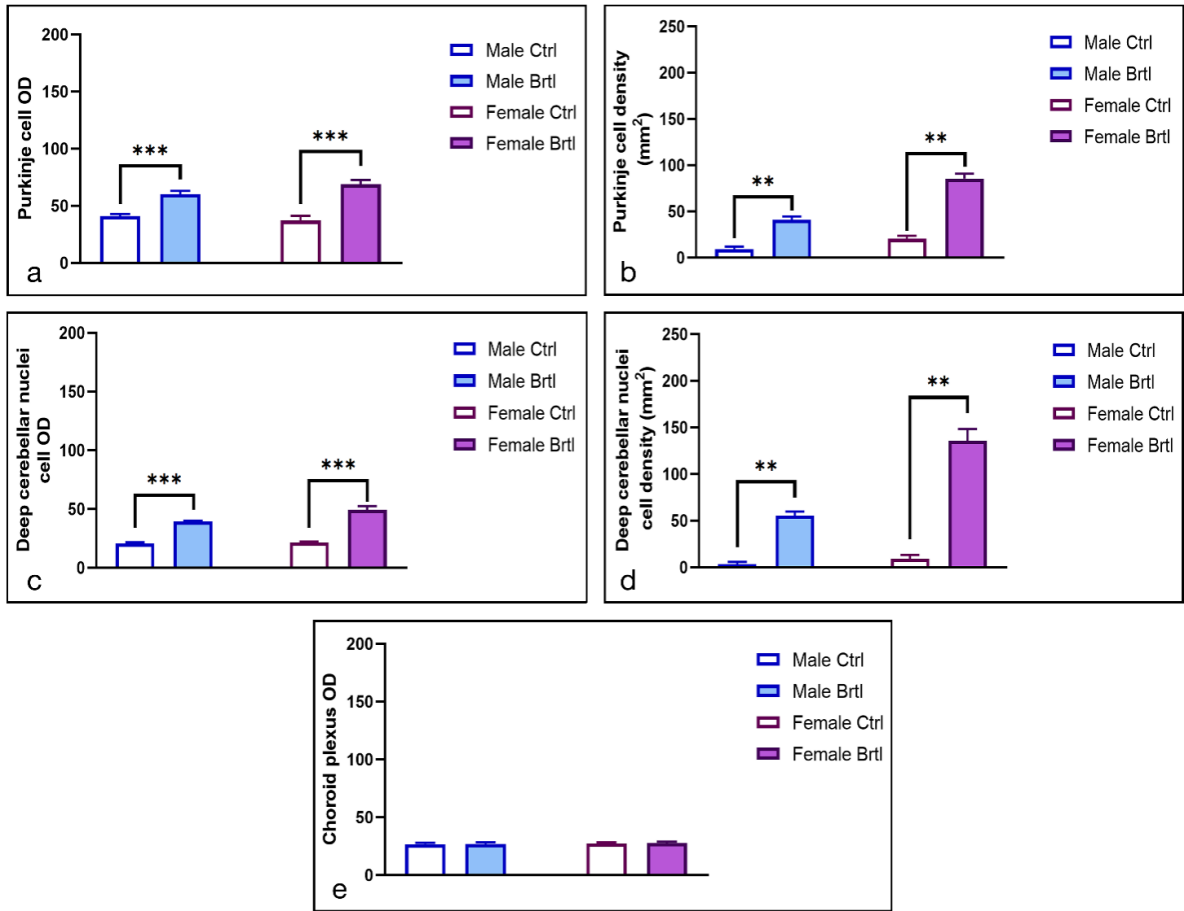 200
150
100
50
0
Purkinje cell OD
***
***
Male Ctrl
Male Brtl
Female Ctrl
Female Brtl
a
250
200
150
100
50
0
Purkinje cell density
(mm²)
**
**
Male Ctrl
Male Brtl
Female Ctrl
Female Brtl
b
200
150
100
50
0
Deep cerebellar nuclei
cell OD
***
***
Male Ctrl
Male Brtl
Female Ctrl
Female Brtl
c
250
200
150
100
50
0
Deep cerebellar nuclei
cell density (mm²)
**
**
Male Ctrl
Male Brtl
Female Ctrl
Female Brtl
d
200
150
100
50
0
Choroid plexus OD
Male Ctrl
Male Brtl
Female Ctrl
Female Brtl
e